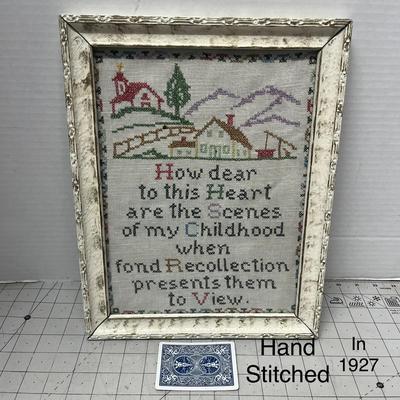 How dear
to this Heart
are the Scenes
of my Childhood
when
fond Recollection
presents them
to View.
Hand
Stitched
In
1927